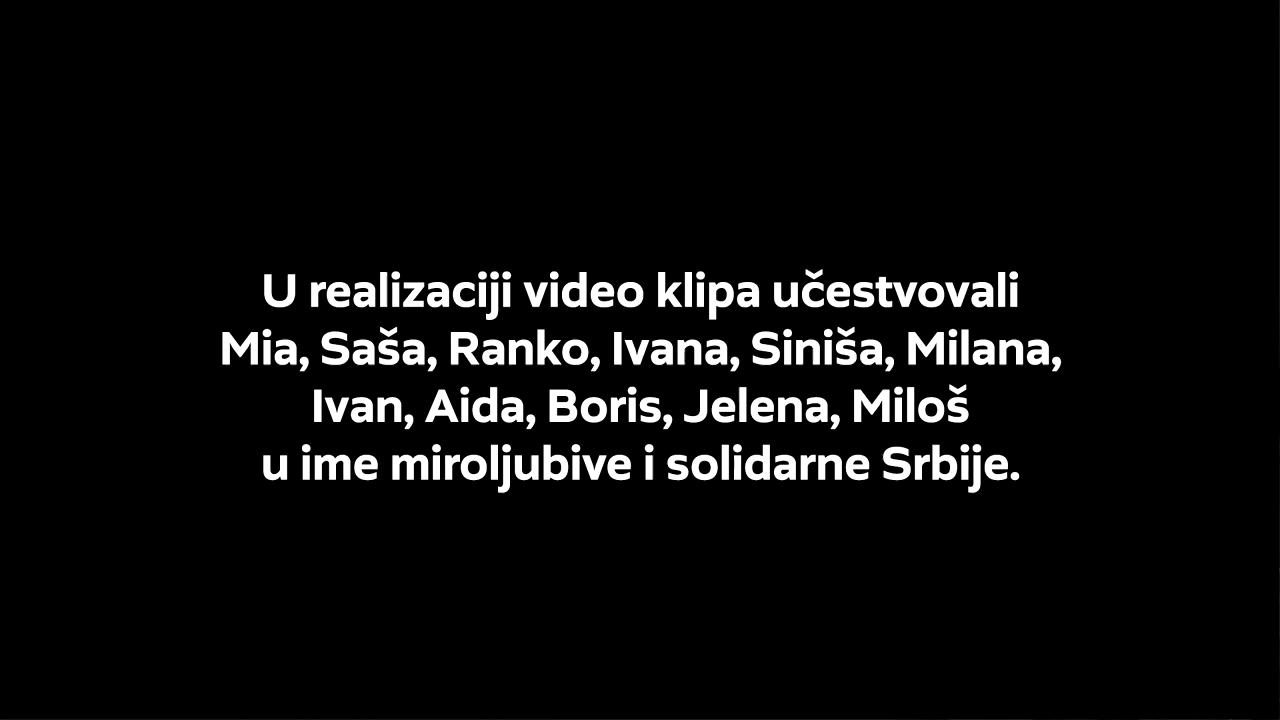 U realizaciji video klipa učestvovali
Mia, Saša, Ranko, Ivana, Siniša, Milana,
Ivan, Aida, Boris, Jelena, Miloš
u ime miroljubive i solidarne Srbije.